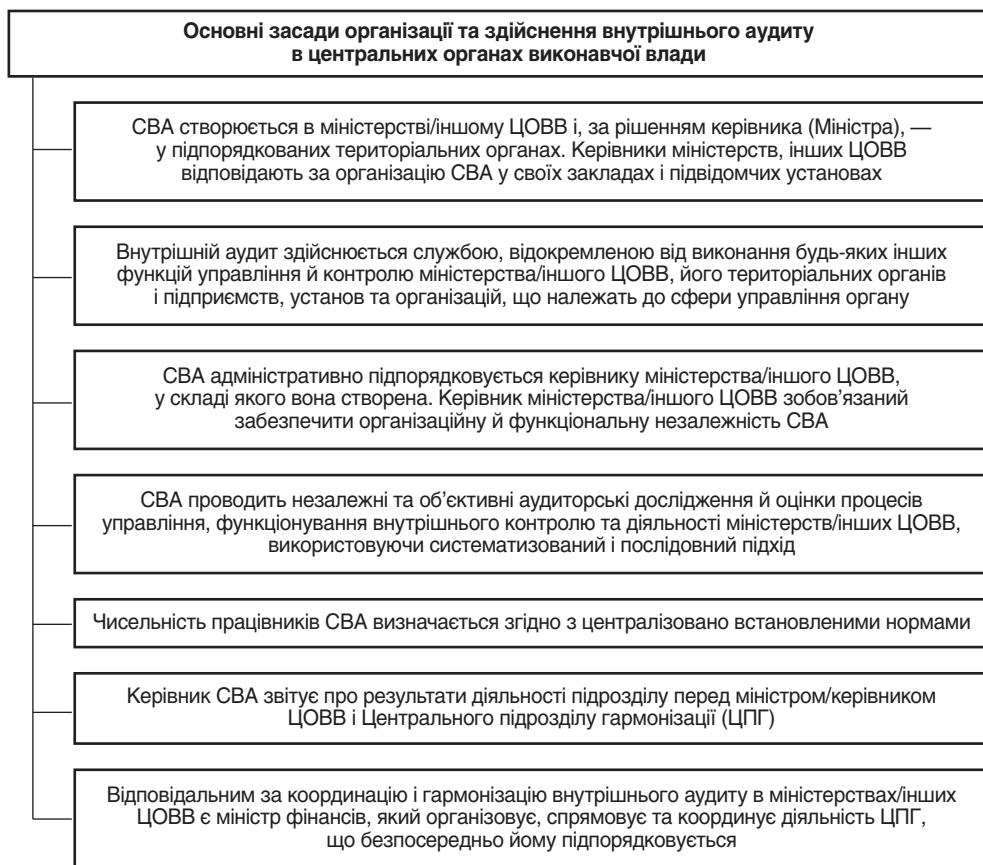 Основні засади організації та здійснення внутрішнього аудиту
в центральних органах виконавчої влади
СВА створюється в міністерстві/іншому ЦОВВ і, за рішенням керівника (Міністра), —
у підпорядкованих територіальних органах. Керівники міністерств, інших ЦОВВ
відповідають за організацію СВА у своїх закладах і підвідомчих установах
Внутрішній аудит здійснюється службою, відокремленою від виконання будь-яких інших
функцій управління й контролю міністерства/іншого ЦОВВ, його територіальних органів
і підприємств, установ та організацій, що належать до сфери управління органу
СВА адміністративно підпорядковується керівнику міністерства/іншого ЦОВВ,
у складі якого вона створена. Керівник міністерства/іншого ЦОВВ зобов’язаний
забезпечити організаційну й функціональну незалежність СВА
СВА проводить незалежні та об’єктивні аудиторські дослідження й оцінки процесів
управління, функціонування внутрішнього контролю та діяльності міністерств/інших ЦОВВ,
використовуючи систематизований і послідовний підхід
Чисельність працівників СВА визначається згідно з централізовано встановленими нормами
Керівник СВА звітує про результати діяльності підрозділу перед міністром/керівником
ЦОВВ і Центрального підрозділу гармонізації (ЦПГ)
Відповідальним за координацію і гармонізацію внутрішнього аудиту в міністерствах/інших
ЦОВВ є міністр фінансів, який організовує, спрямовує та координує діяльність ЦПГ,
що безпосередньо йому підпорядковується